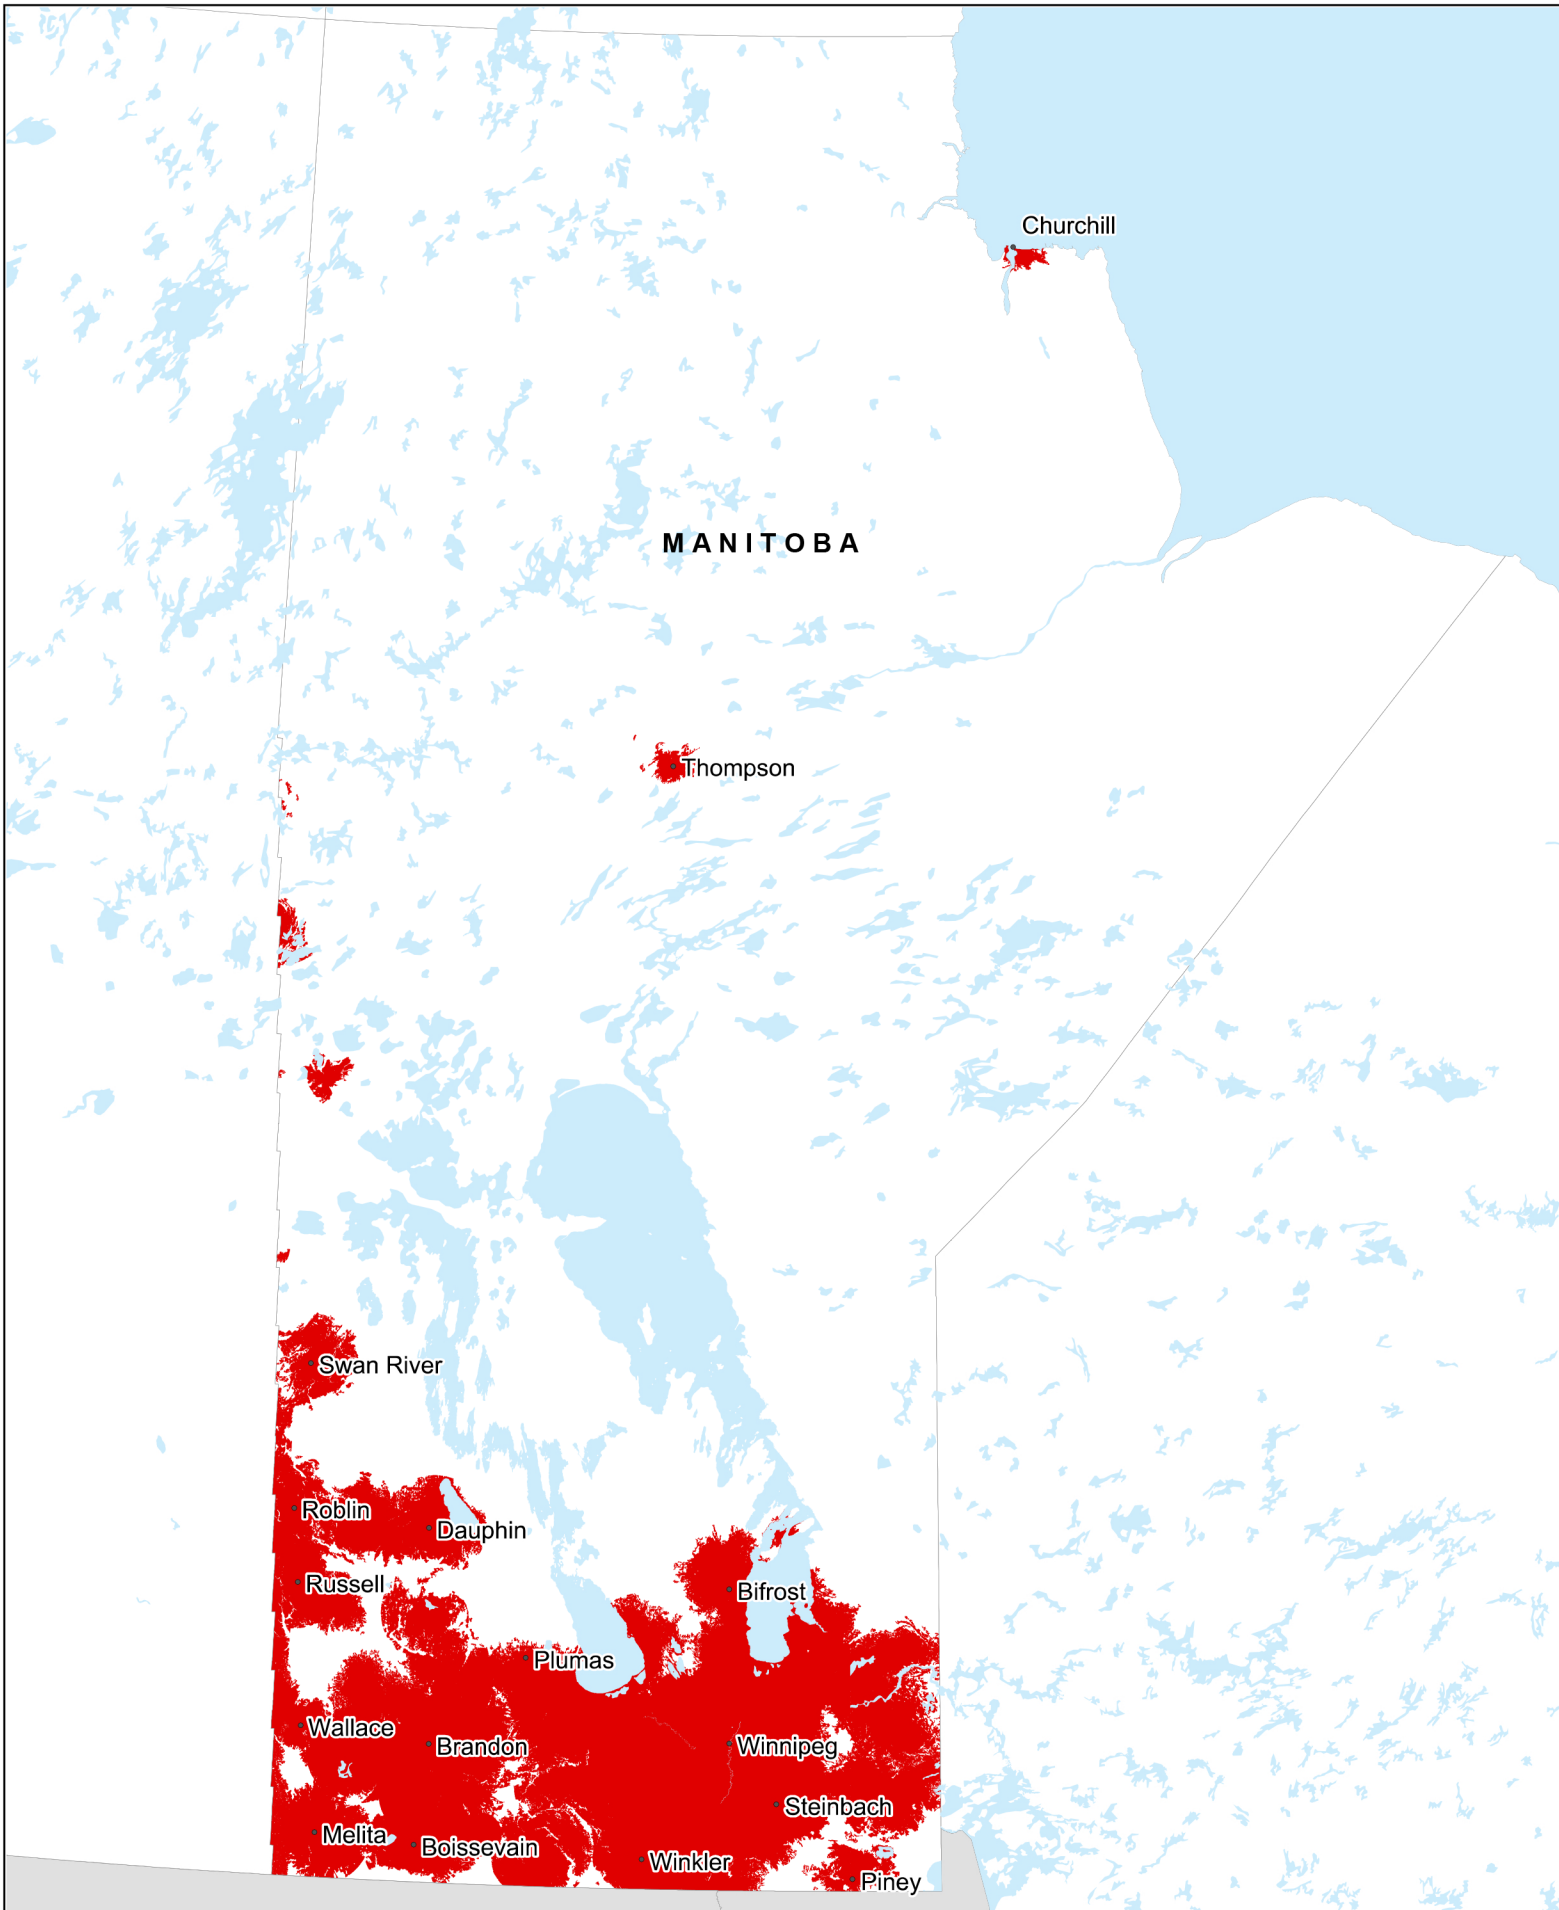 Churchill
MANITOBA
Thompson
Swan River
Roblin
Dauphin
Russell
Bifrost
Plumas
Wallace
Brandon
Winnipeg
Steinbach
Melita
Boissevain
Winkler
Piney